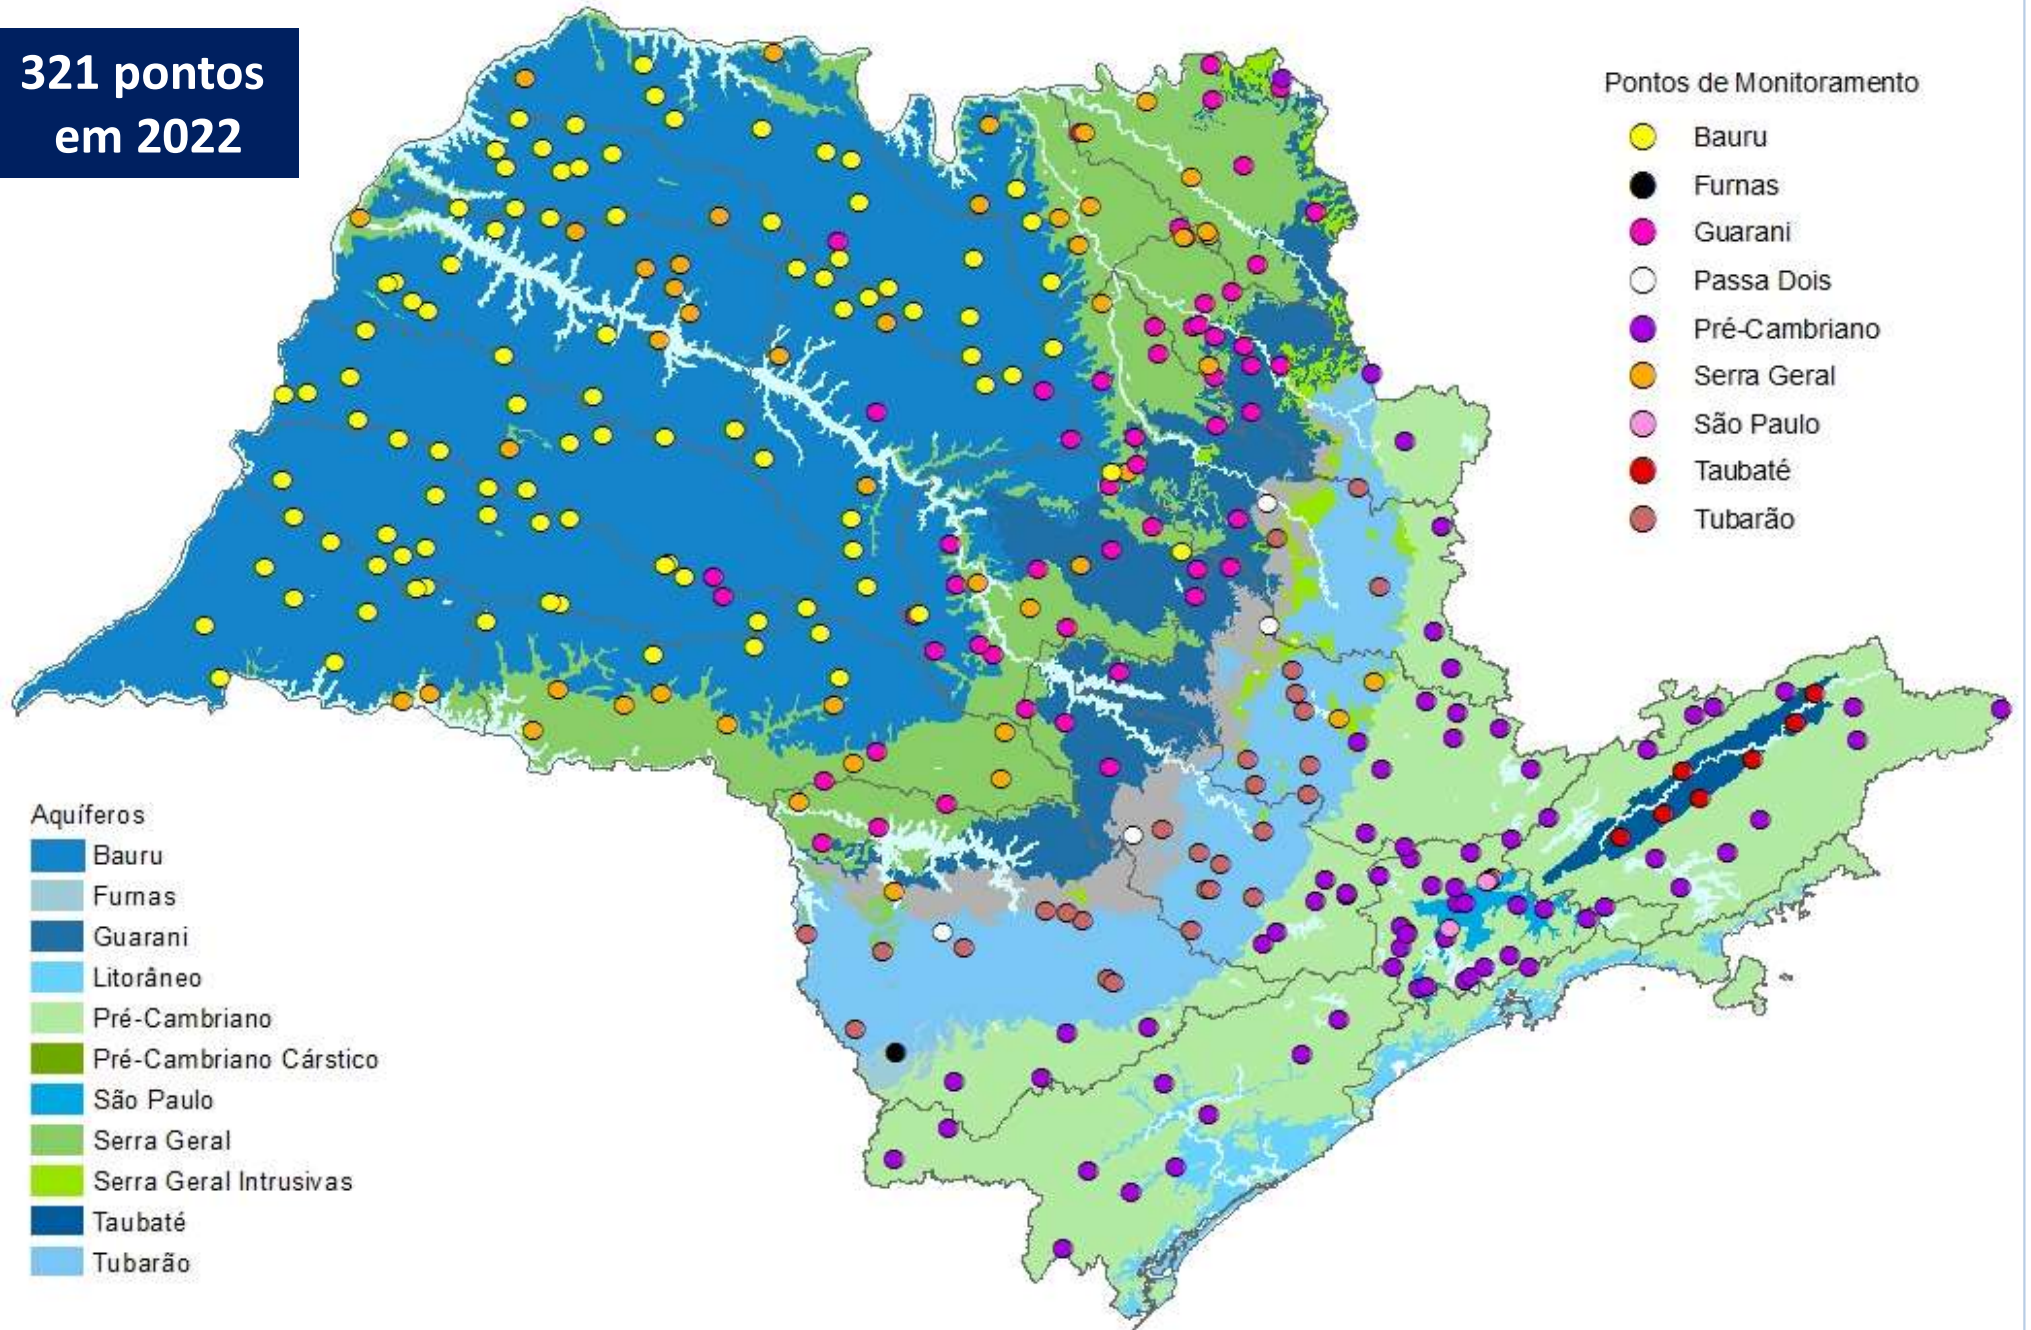 321 pontos
em 2022
Pontos de Monitoramento
Bauru
Furnas
Guarani
Passa Dois
Pré-Cambriano
Serra Geral
São Paulo
Taubaté
Tubarão
Aquíferos
Bauru
Furnas
Guarani
Litorâneo
Pré-Cambriano
Pré-Cambriano Cárstico
São Paulo
Serra Geral
Serra Geral Intrusivas
Taubaté
Tubarão